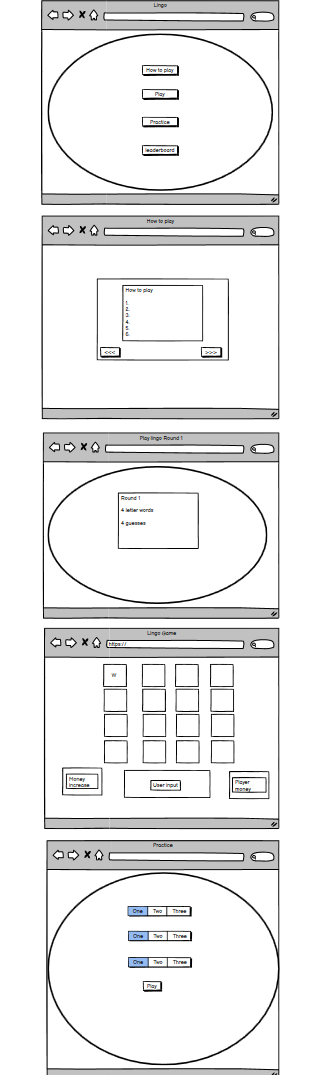 Lingo
How to play
Play
Practice
leaderboard
How to play
How to play
1.
2.
3.
4.
5.
6.
<<<
>>>
Play lingo Round 1
Round 1
4 letter words
4 guesses
Lingo Game
https://
W
Money
increase
User input
Player
money
Practice
One Two Three
One Two Three
One Two Three
Play